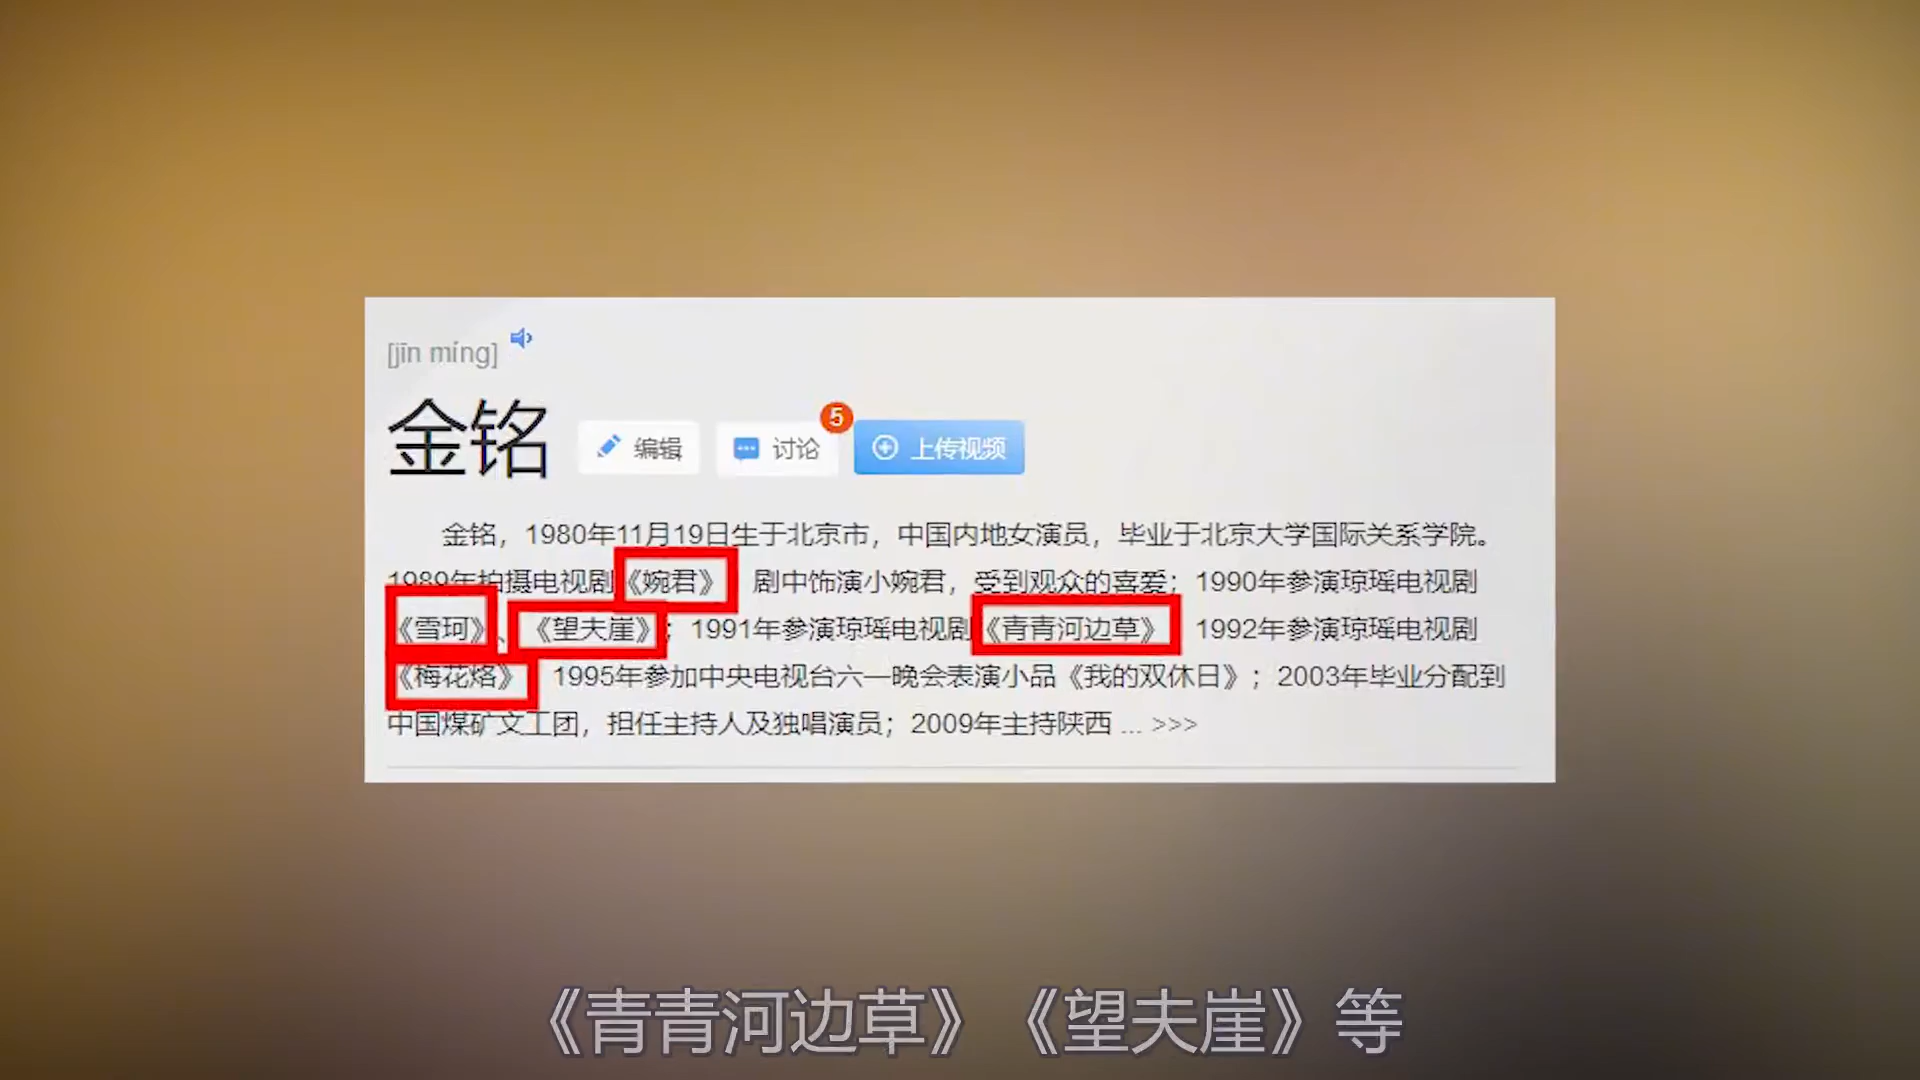 [jīn míng]
金铭 编辑 讨论 5 上传视频
金铭，1980年11月19日生于北京市，中国内地女演员，毕业于北京大学国际关系学院。
1989年拍摄电视剧《婉君》 剧中饰演小婉君，受到观众的喜爱；1990年参演琼瑶电视剧
《雪珂》、《望夫崖》；1991年参演琼瑶电视剧《青青河边草》 1992年参演琼瑶电视剧
《梅花烙》 1995年参加中央电视台六一晚会表演小品《我的双休日》；2003年毕业分配到
中国煤矿文工团，担任主持人及独唱演员；2009年主持陕西 ... >>>
《青青河边草》《望夫崖》等